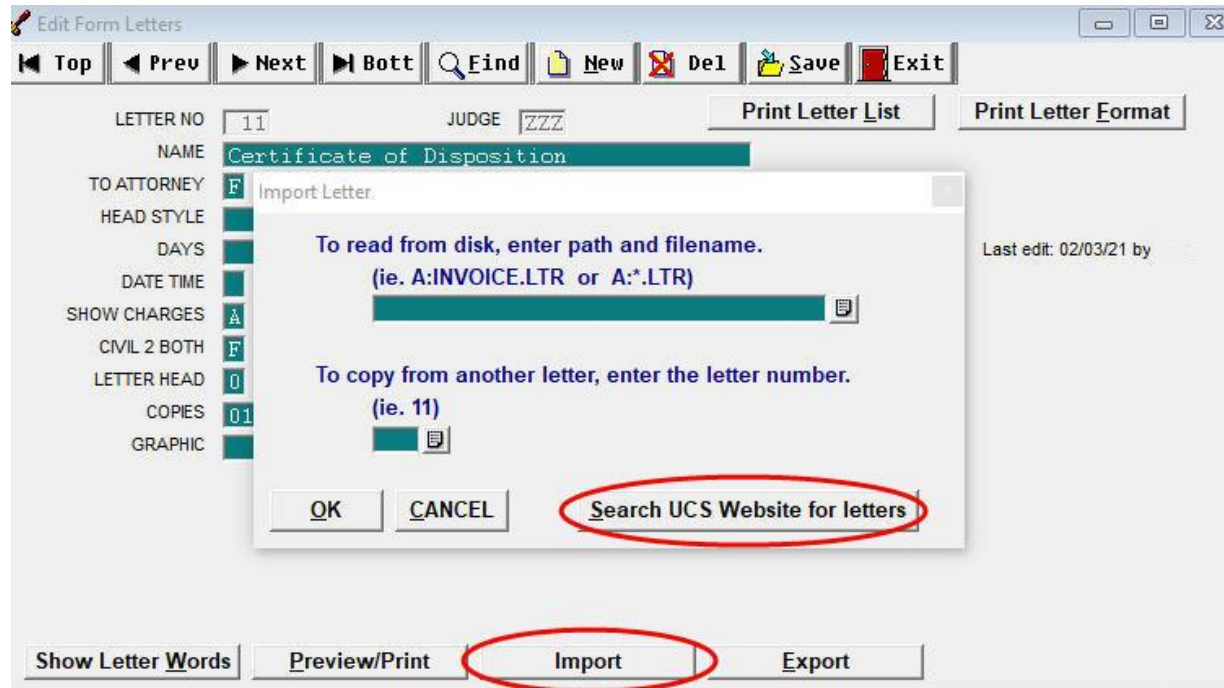 Edit Form Letters
Top Prev Next Bott Find New Del Save Exit
Print Letter List Print Letter Format
LETTER NO 11 JUDGE ZZZ
NAME Certificate of Disposition
TO ATTORNEY F
HEAD STYLE
DAYS
DATE TIME
SHOW CHARGES A
CIVIL 2 BOTH F
LETTER HEAD 0
COPIES 01
GRAPHIC
Last edit: 02/03/21 by
Import Letter
To read from disk, enter path and filename.
(ie. A:INVOICE.LTR or A:*.LTR)
To copy from another letter, enter the letter number.
(ie. 11)
OK CANCEL Search UCS Website for letters
Show Letter Words Preview/Print Import Export